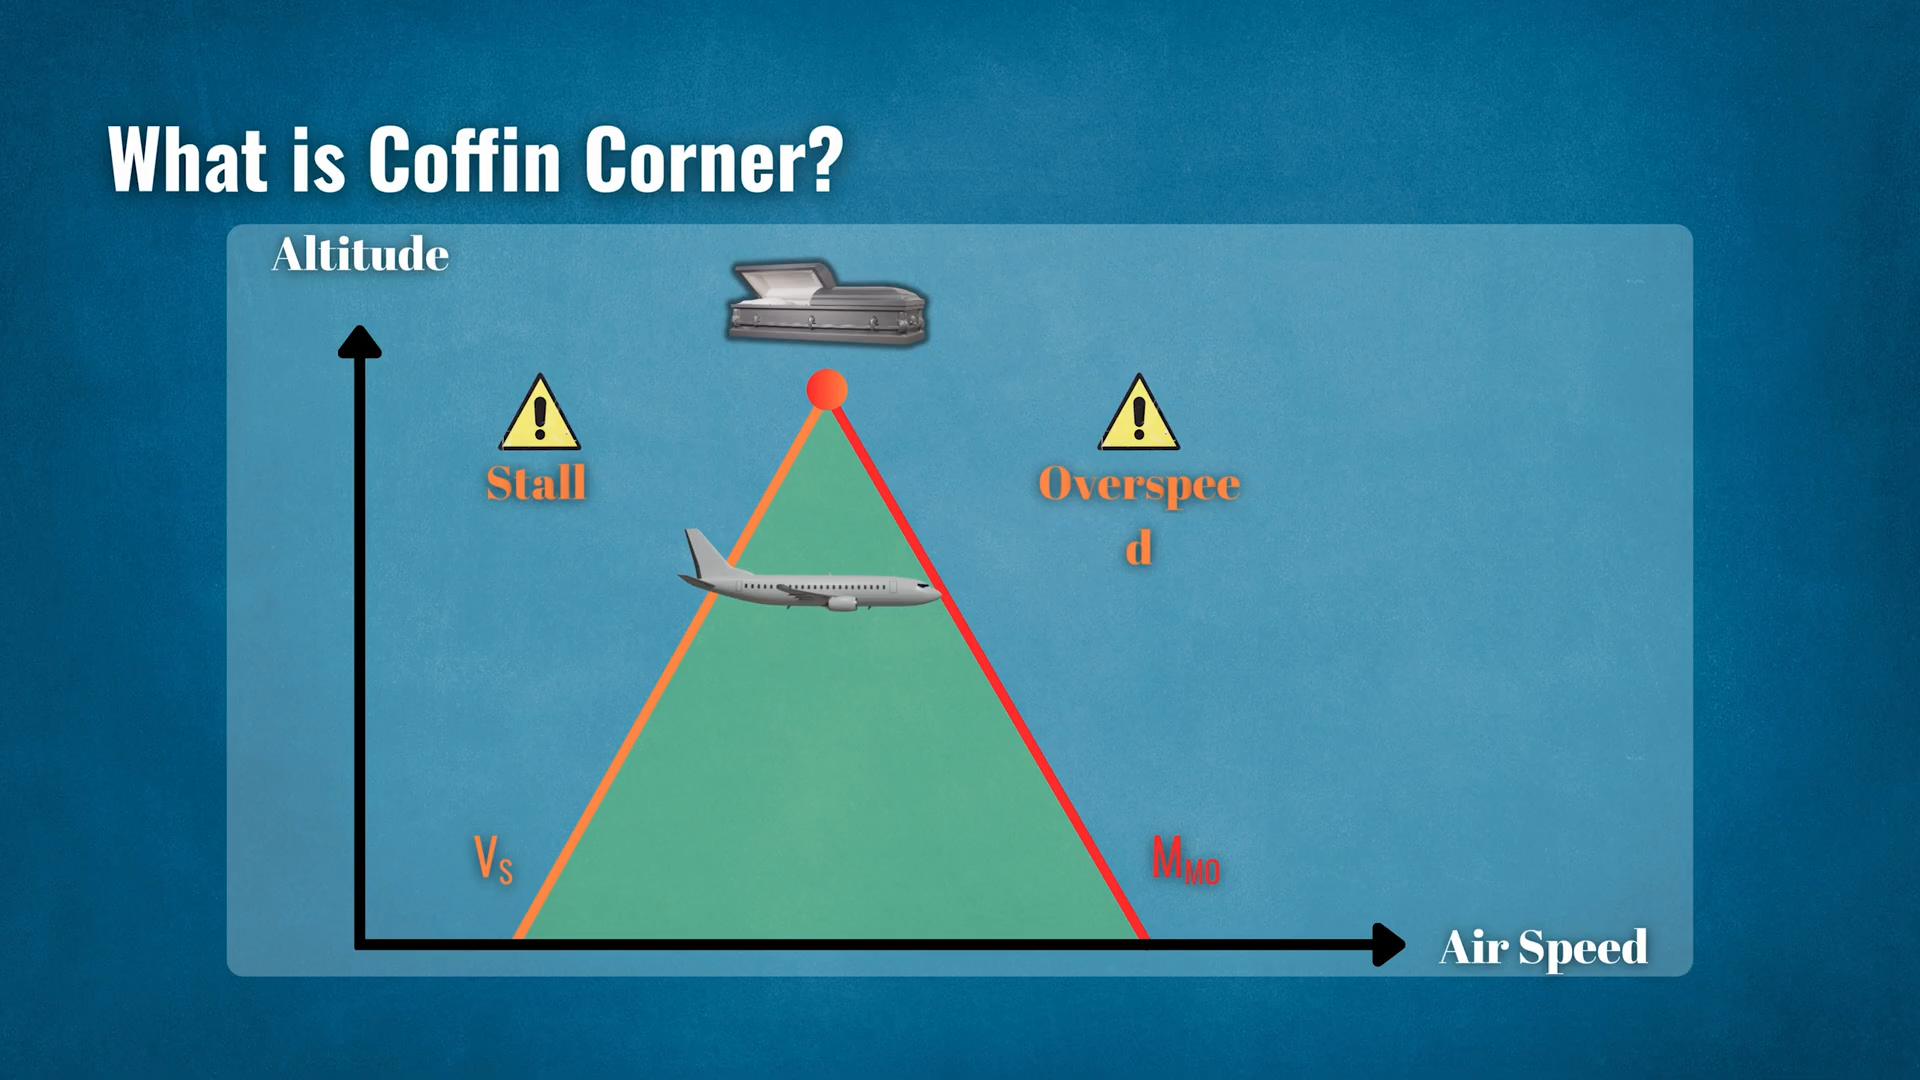 What is Coffin Corner?
Altitude
Stall
Overspee
d
VS
MMO
Air Speed